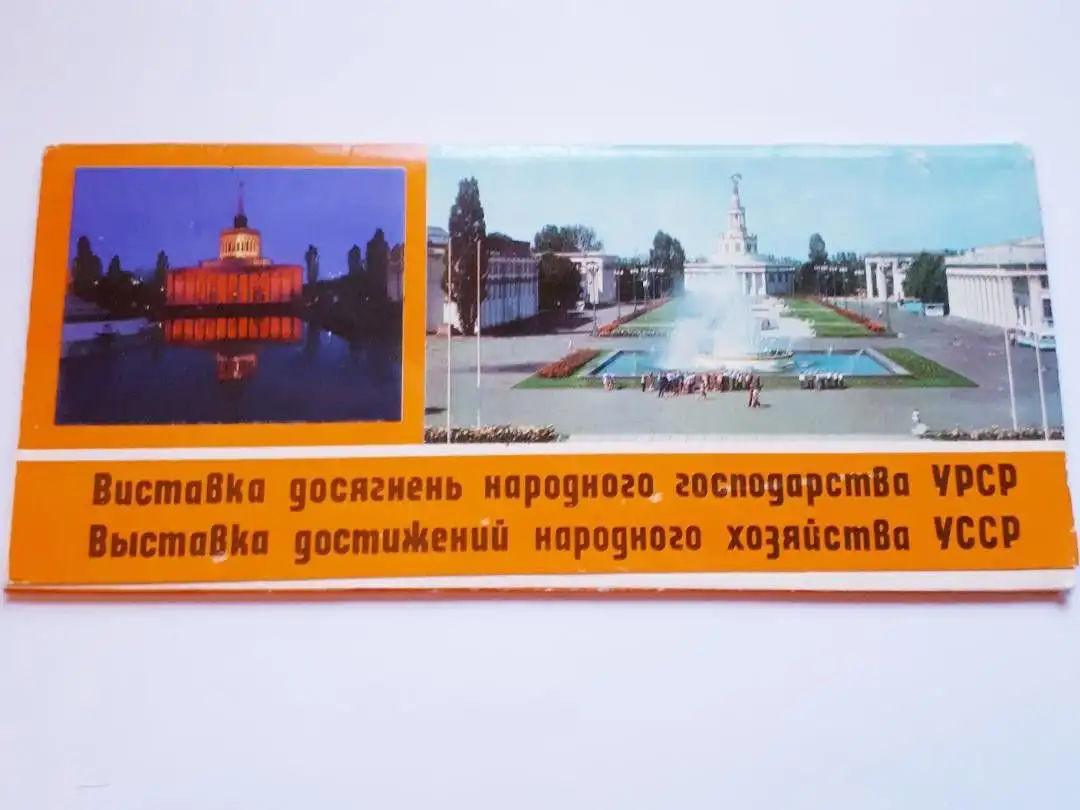 Виставка досягнень народного господарства УРСР
Выставка достижений народного хозяйства УССР